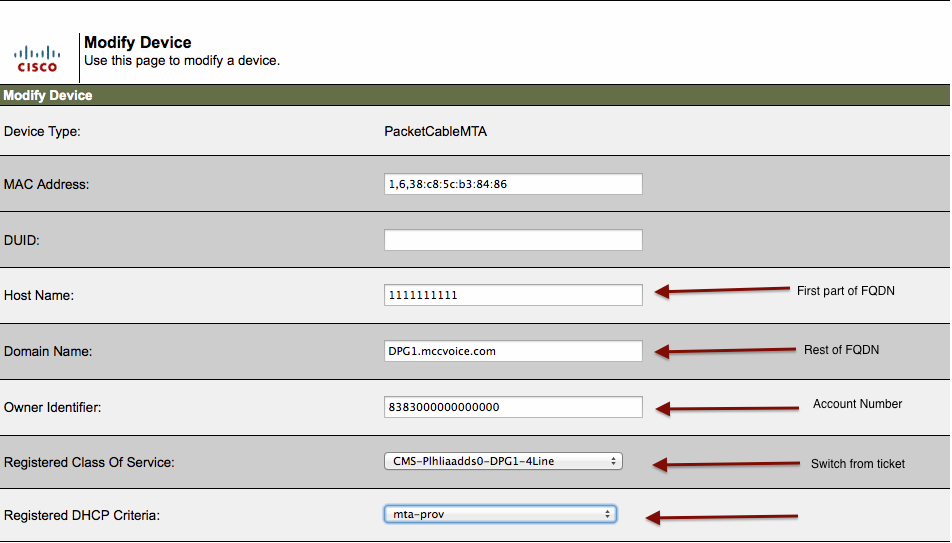 CISCO
Modify Device
Use this page to modify a device.
Modify Device
Device Type: PacketCableMTA
MAC Address: 1,6,38:c8:5c:b3:84:86
DUID:
Host Name: 1111111111 First part of FQDN
Domain Name: DPG1.mccvoice.com Rest of FQDN
Owner Identifier: 8383000000000000 Account Number
Registered Class Of Service: CMS-Plhliaadds0-DPG1-4Line Switch from ticket
Registered DHCP Criteria: mta-prov